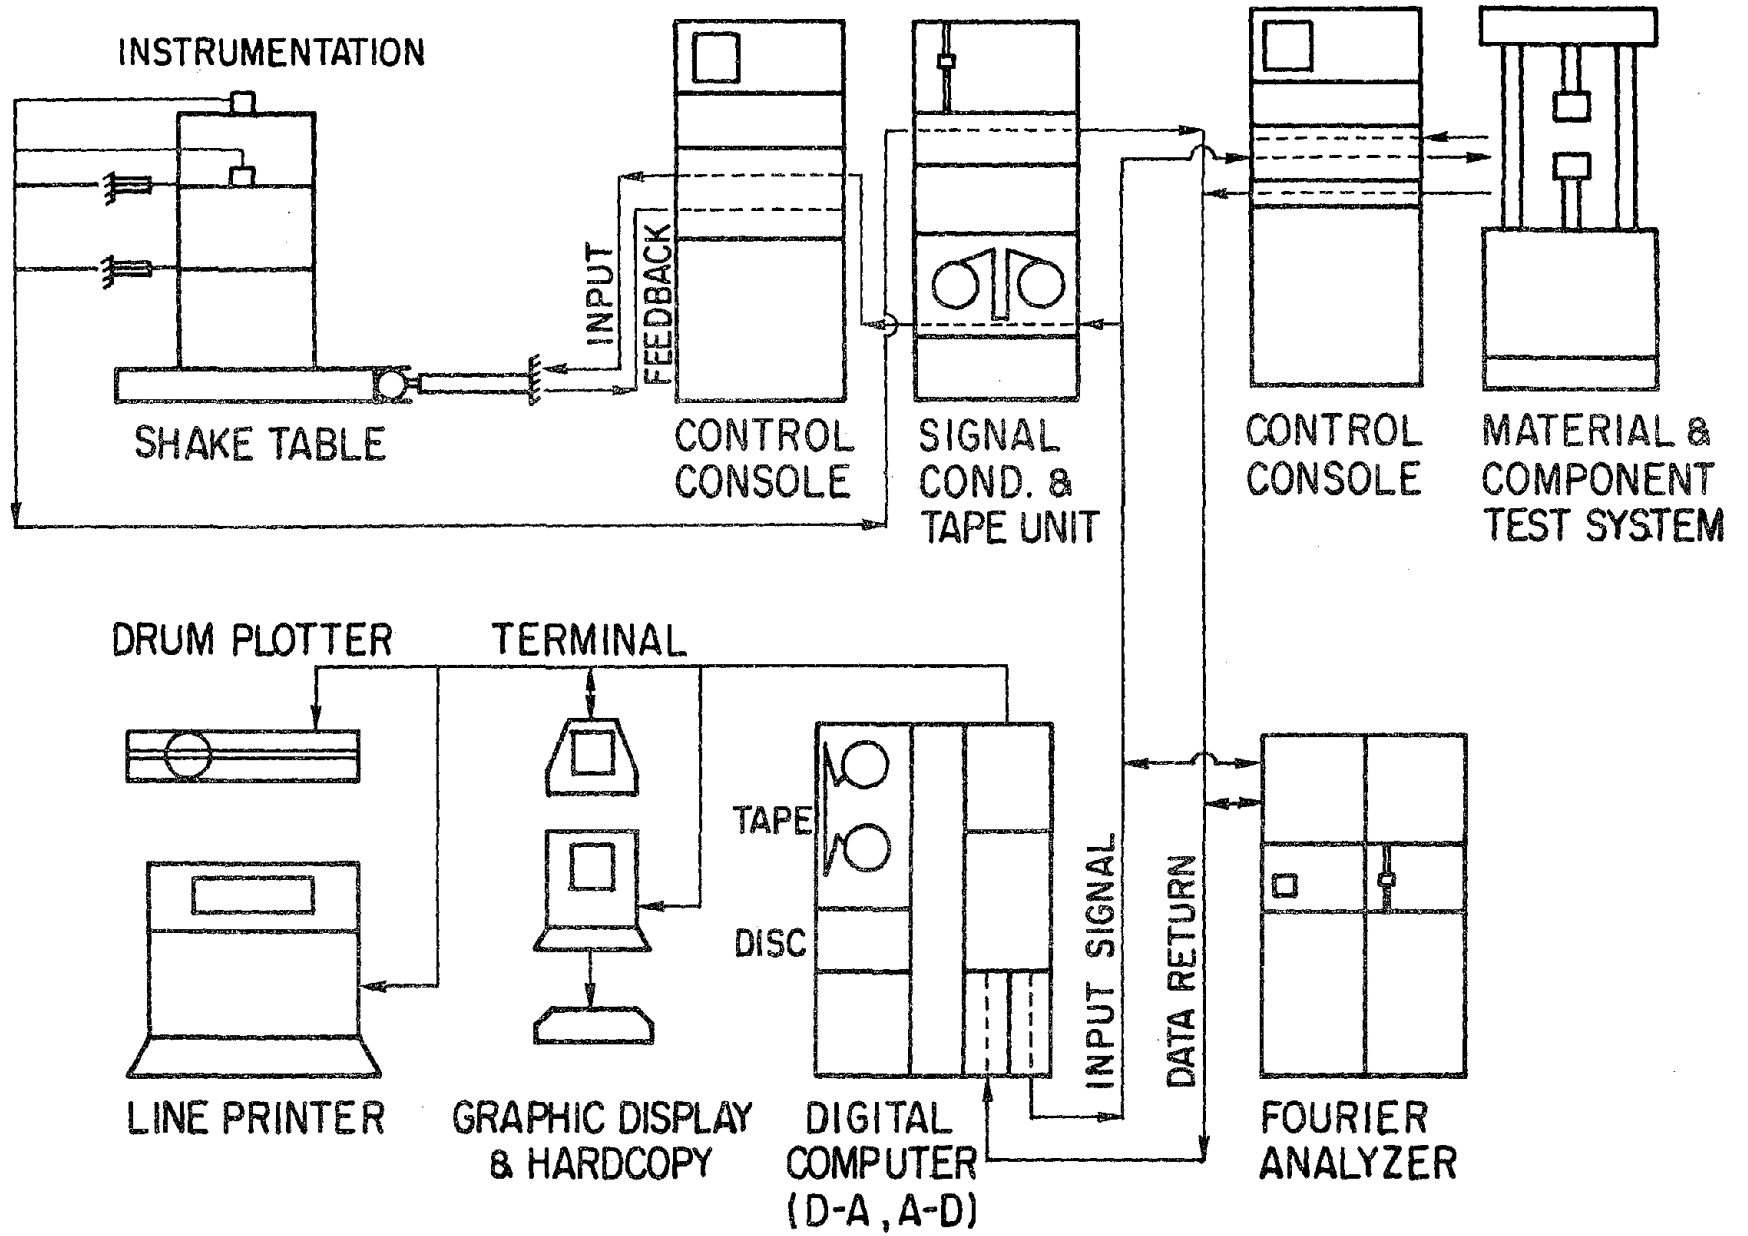 INSTRUMENTATION
INPUT
FEEDBACK
SHAKE TABLE
CONTROL
CONSOLE
SIGNAL
COND. &
TAPE UNIT
CONTROL
CONSOLE
MATERIAL &
COMPONENT
TEST SYSTEM
DRUM PLOTTER
TERMINAL
TAPE
DISC
INPUT SIGNAL
DATA RETURN
LINE PRINTER
GRAPHIC DISPLAY
& HARDCOPY
DIGITAL
COMPUTER
(D-A, A-D)
FOURIER
ANALYZER